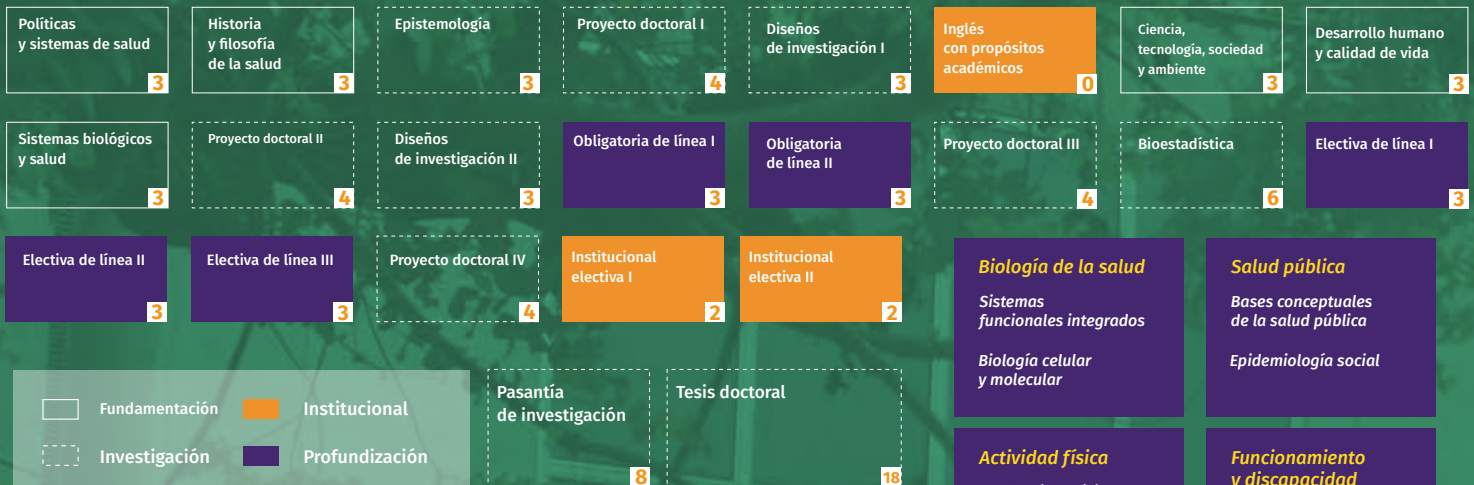 Políticas
y sistemas de salud
3
Historia
y filosofía
de la salud
3
Epistemología
3
Proyecto doctoral I
4
Diseños
de investigación I
3
Inglés
con propósitos
académicos
0
Ciencia,
tecnología, sociedad
y ambiente
3
Desarrollo humano
y calidad de vida
3
Sistemas biológicos
y salud
3
Proyecto doctoral II
4
Diseños
de investigación II
3
Obligatoria de línea I
3
Obligatoria
de línea II
3
Proyecto doctoral III
4
Bioestadística
6
Electiva de línea I
3
Electiva de línea II
3
Electiva de línea III
3
Proyecto doctoral IV
4
Institucional
electiva I
2
Institucional
electiva II
2
Biología de la salud
Sistemas
funcionales integrados
Biología celular
y molecular
Salud pública
Bases conceptuales
de la salud pública
Epidemiología social
Fundamentación
Institucional
Investigación
Profundización
Pasantía
de investigación
8
Tesis doctoral
18
Actividad física
Funcionamiento
y discapacidad